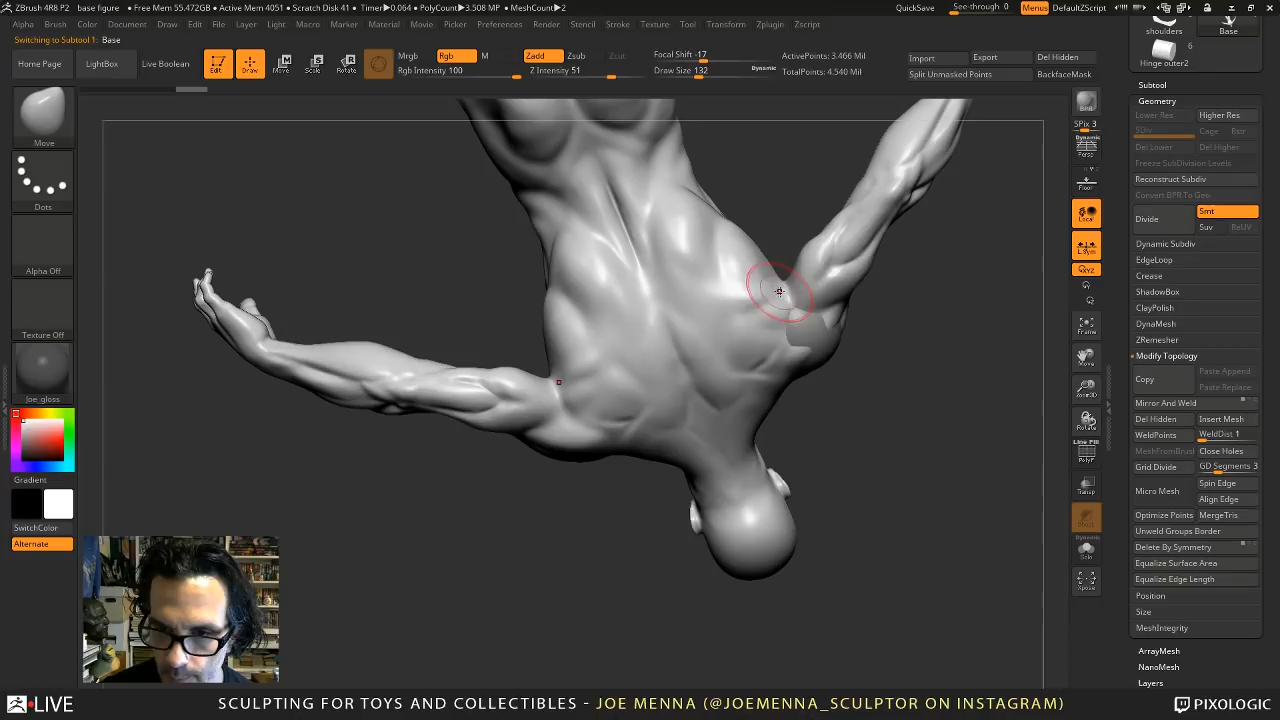 ZBrush 4R8 P2 base figure • Free Mem 55.472GB • Active Mem 4051 • Scratch Disk 41 • Timer▶0.064 • PolyCount▶3.508 MP • MeshCount▶2
QuickSave See-through 0 Menus DefaultZScript
Alpha Brush Color Document Draw Edit File Layer Light Macro Marker Material Movie Picker Preferences Render Stencil Stroke Texture Tool Transform Zplugin Zscript
Switching to Subtool 1: Base
Home Page LightBox Live Boolean
Edit Draw Move Scale Rotate
Mrgb Rgb M
Rgb Intensity 100
Zadd Zsub Zcut
Z Intensity 51
Focal Shift -17
Draw Size 132 Dynamic
ActivePoints: 3.466 Mil
TotalPoints: 4.540 Mil
Import Export Del Hidden
Split Unmasked Points BackfaceMask
Move
Dots
Alpha Off
Texture Off
Joe_gloss
Gradient
SwitchColor
Alternate
BPR
SPix 3
Dynamic
Persp
Floor
Local
L.Sym
XYZ
Frame
Move
Zoom3D
Rotate
Line Fill
PolyF
Transp
Dynamic
Solo
Xpose
shoulders Base
6
Hinge outer2
Subtool
Geometry
Lower Res Higher Res
SDiv Cage Rstr
Del Lower Del Higher
Freeze SubDivision Levels
Reconstruct Subdiv
Convert BPR To Geo
Divide Smt
Suv ReUV
Dynamic Subdiv
EdgeLoop
Crease
ShadowBox
ClayPolish
DynaMesh
ZRemesher
Modify Topology
Copy Paste Append
Paste Replace
Mirror And Weld
Del Hidden Insert Mesh
WeldPoints WeldDist 1
MeshFromBrush Close Holes
Grid Divide GD Segments 3
Micro Mesh Spin Edge
Align Edge
Optimize Points MergeTris
Unweld Groups Border
Delete By Symmetry
Equalize Surface Area
Equalize Edge Length
Position
Size
MeshIntegrity
ArrayMesh
NanoMesh
Layers
LIVE SCULPTING FOR TOYS AND COLLECTIBLES - JOE MENNA (@JOEMENNA_SCULPTOR ON INSTAGRAM) PIXOLOGIC